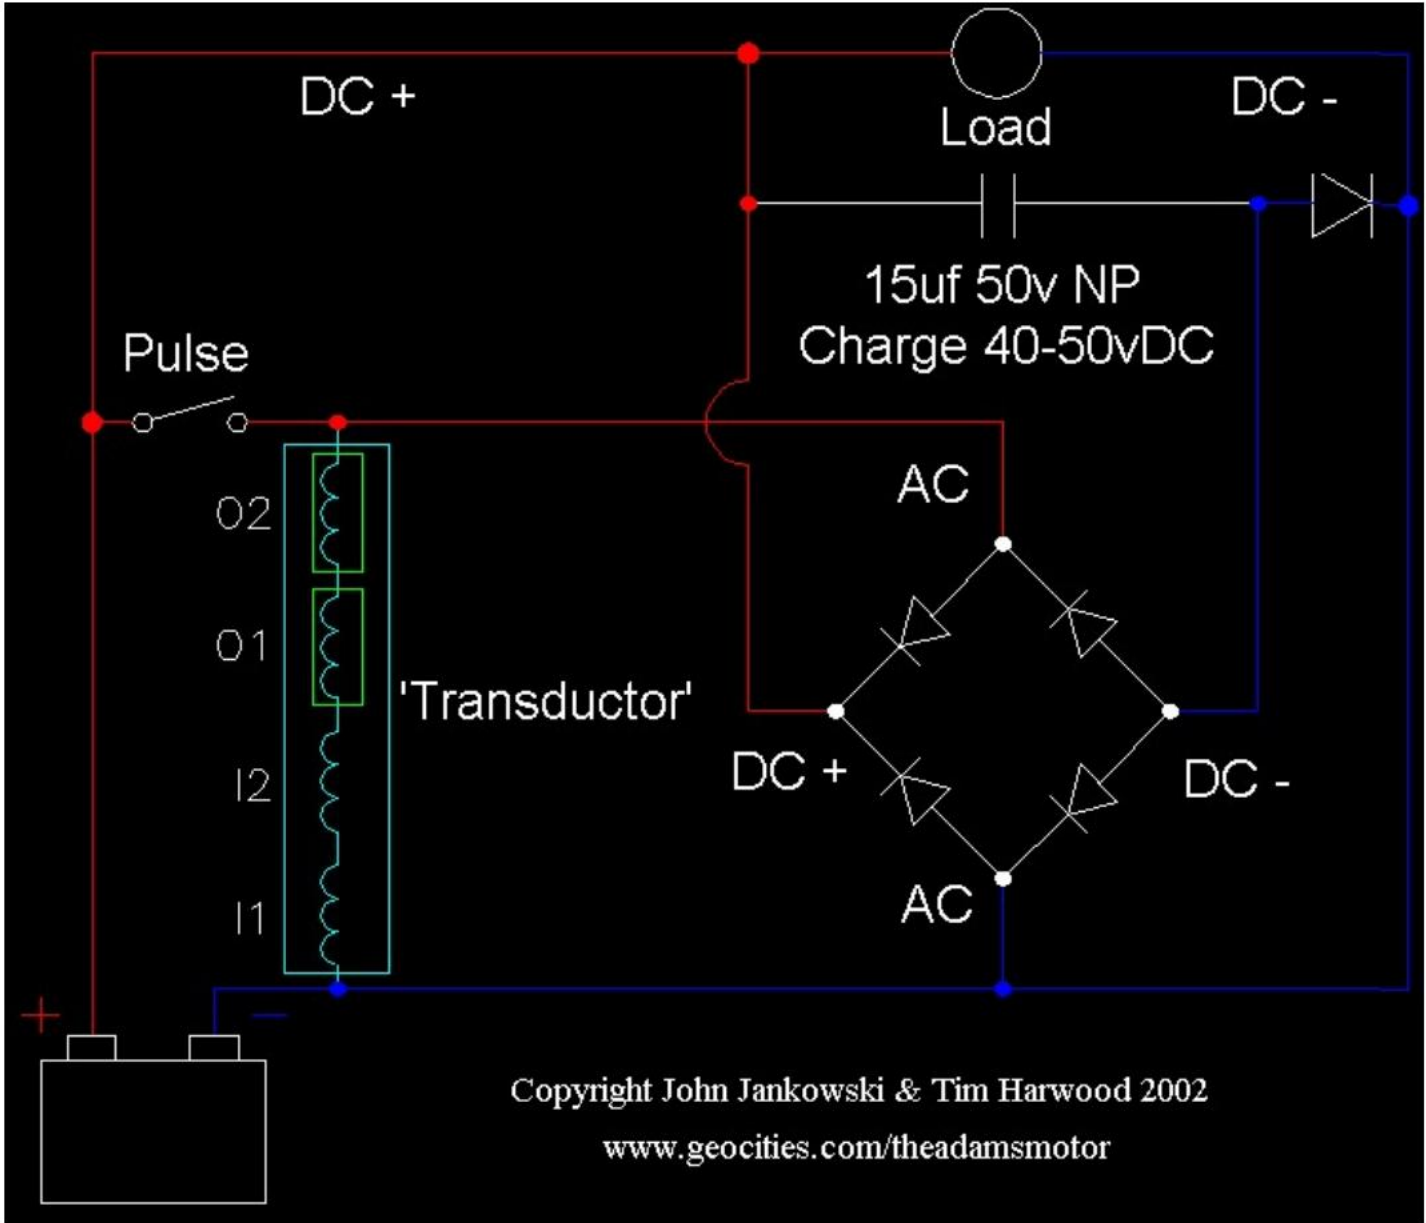 DC +
DC -
Load
15uf 50v NP
Charge 40-50vDC
Pulse
AC
O2
O1
'Transductor'
DC +
DC -
I2
AC
I1
+
-
Copyright John Jankowski & Tim Harwood 2002
www.geocities.com/theadamsmotor